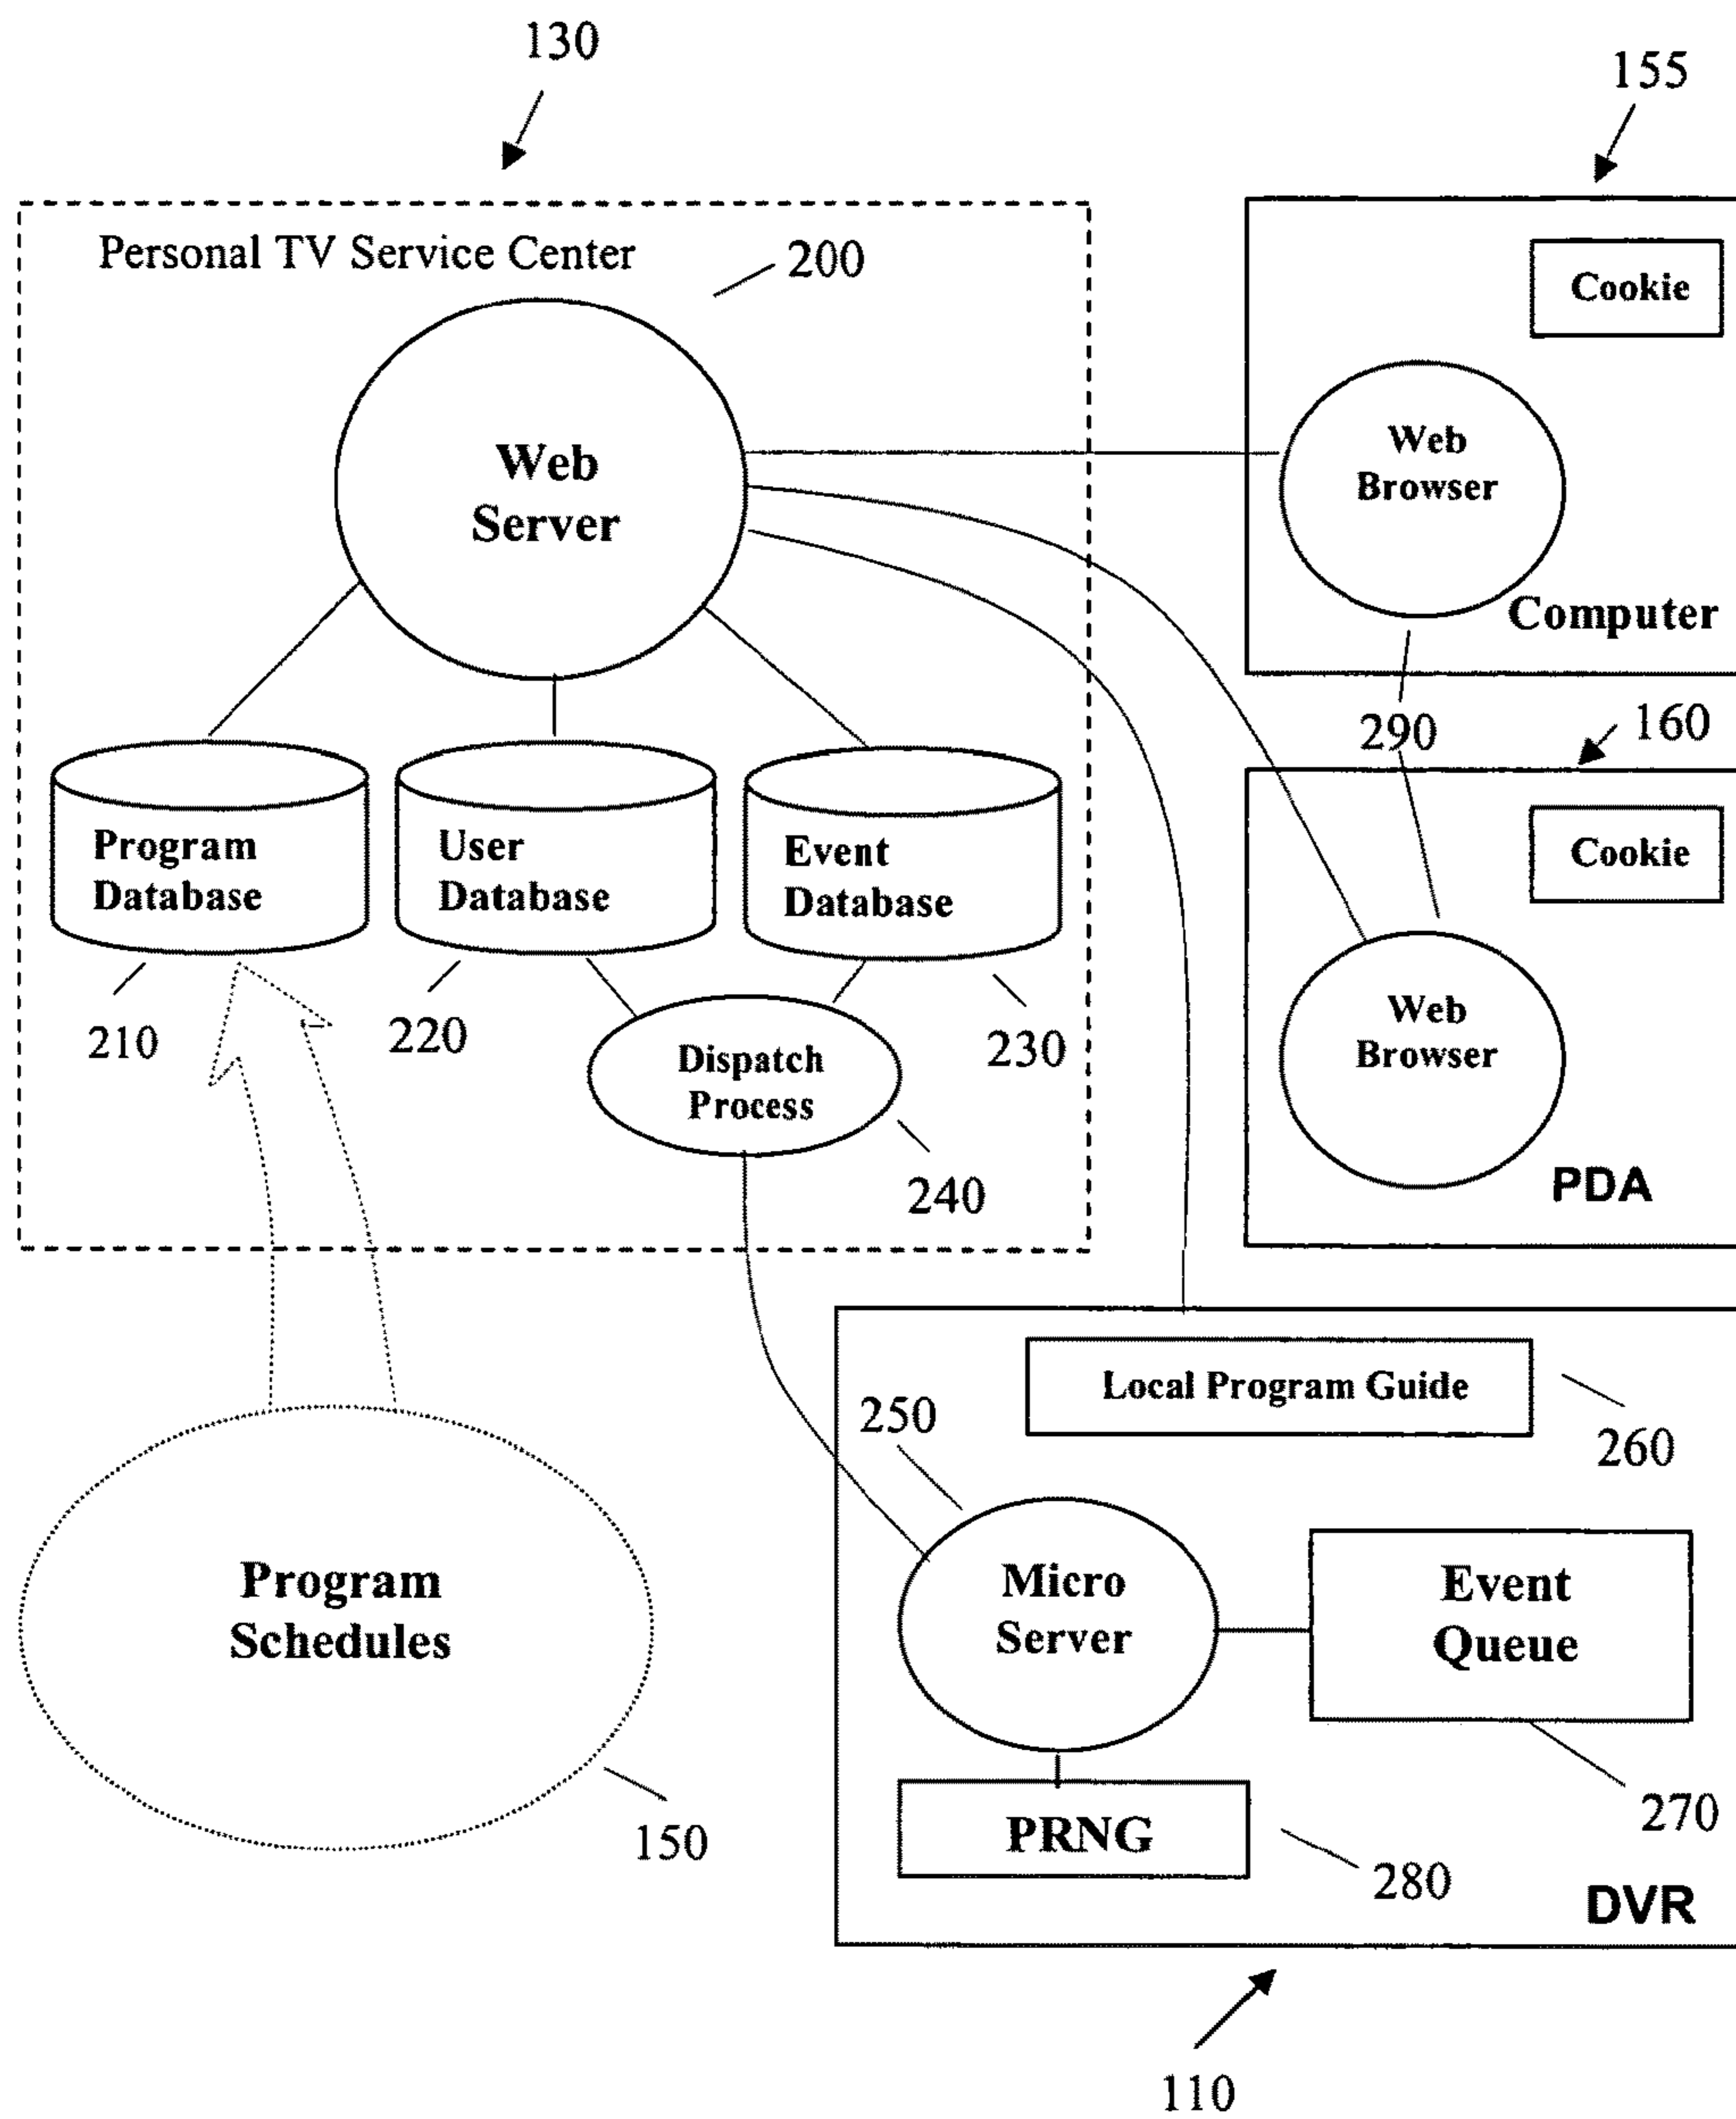 130
155
Personal TV Service Center
200
Cookie
Web
Server
Web
Browser
Computer
290
160
Program
Database
User
Database
Event
Database
Cookie
210
220
230
Dispatch
Process
240
Web
Browser
PDA
Local Program Guide
250
260
Program
Schedules
Micro
Server
Event
Queue
150
PRNG
270
280
DVR
110